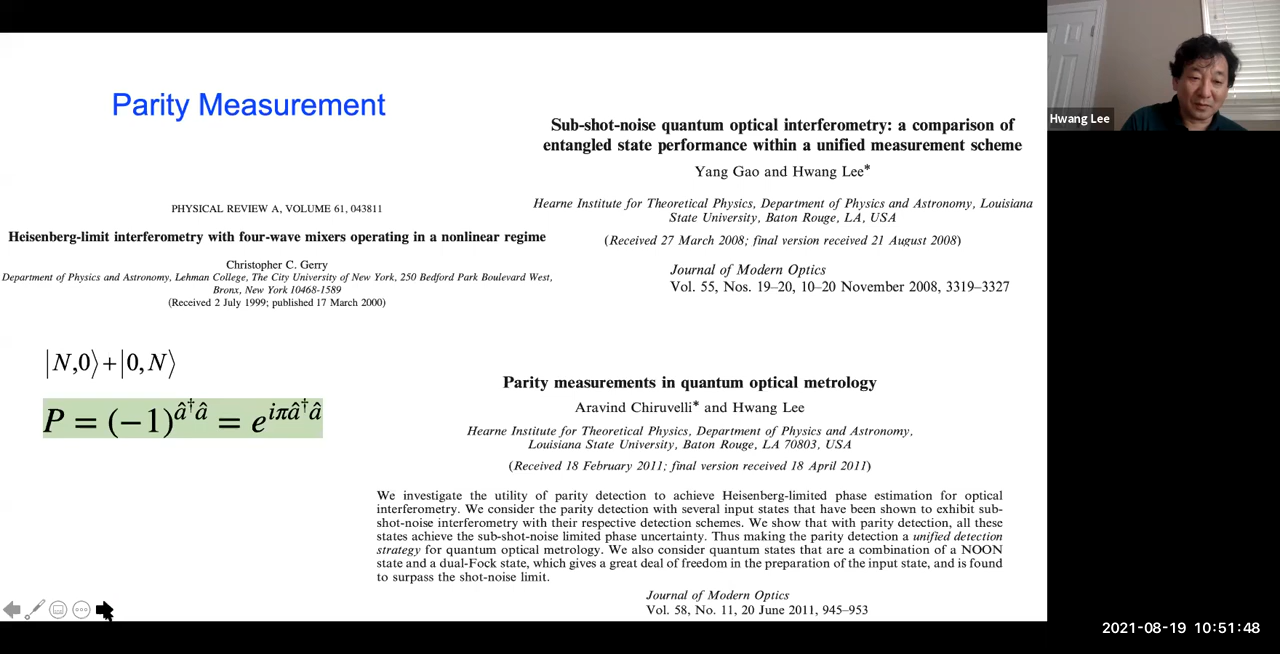 Parity Measurement
PHYSICAL REVIEW A, VOLUME 61, 043811
Heisenberg-limit interferometry with four-wave mixers operating in a nonlinear regime
Christopher C. Gerry
Department of Physics and Astronomy, Lehman College, The City University of New York, 250 Bedford Park Boulevard West,
Bronx, New York 10468-1589
(Received 2 July 1999; published 17 March 2000)
|N,0⟩+|0,N⟩
P = (−1)^{â†â} = e^{iπâ†â}
Sub-shot-noise quantum optical interferometry: a comparison of
entangled state performance within a unified measurement scheme
Yang Gao and Hwang Lee*
Hearne Institute for Theoretical Physics, Department of Physics and Astronomy, Louisiana
State University, Baton Rouge, LA, USA
(Received 27 March 2008; final version received 21 August 2008)
Journal of Modern Optics
Vol. 55, Nos. 19–20, 10–20 November 2008, 3319–3327
Parity measurements in quantum optical metrology
Aravind Chiruvelli* and Hwang Lee
Hearne Institute for Theoretical Physics, Department of Physics and Astronomy,
Louisiana State University, Baton Rouge, LA 70803, USA
(Received 18 February 2011; final version received 18 April 2011)
We investigate the utility of parity detection to achieve Heisenberg-limited phase estimation for optical
interferometry. We consider the parity detection with several input states that have been shown to exhibit sub-
shot-noise interferometry with their respective detection schemes. We show that with parity detection, all these
states achieve the sub-shot-noise limited phase uncertainty. Thus making the parity detection a unified detection
strategy for quantum optical metrology. We also consider quantum states that are a combination of a NOON
state and a dual-Fock state, which gives a great deal of freedom in the preparation of the input state, and is found
to surpass the shot-noise limit.
Journal of Modern Optics
Vol. 58, No. 11, 20 June 2011, 945–953
Hwang Lee
2021-08-19 10:51:48